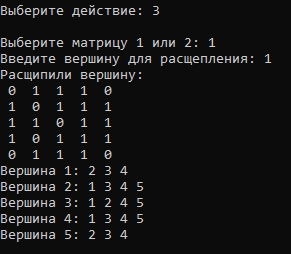 Выберите действие: 3
Выберите матрицу 1 или 2: 1
Введите вершину для расщепления: 1
Расщипили вершину:
0 1 1 1 0
1 0 1 1 1
1 1 0 1 1
1 0 1 1 1
0 1 1 1 0
Вершина 1: 2 3 4
Вершина 2: 1 3 4 5
Вершина 3: 1 2 4 5
Вершина 4: 1 3 4 5
Вершина 5: 2 3 4